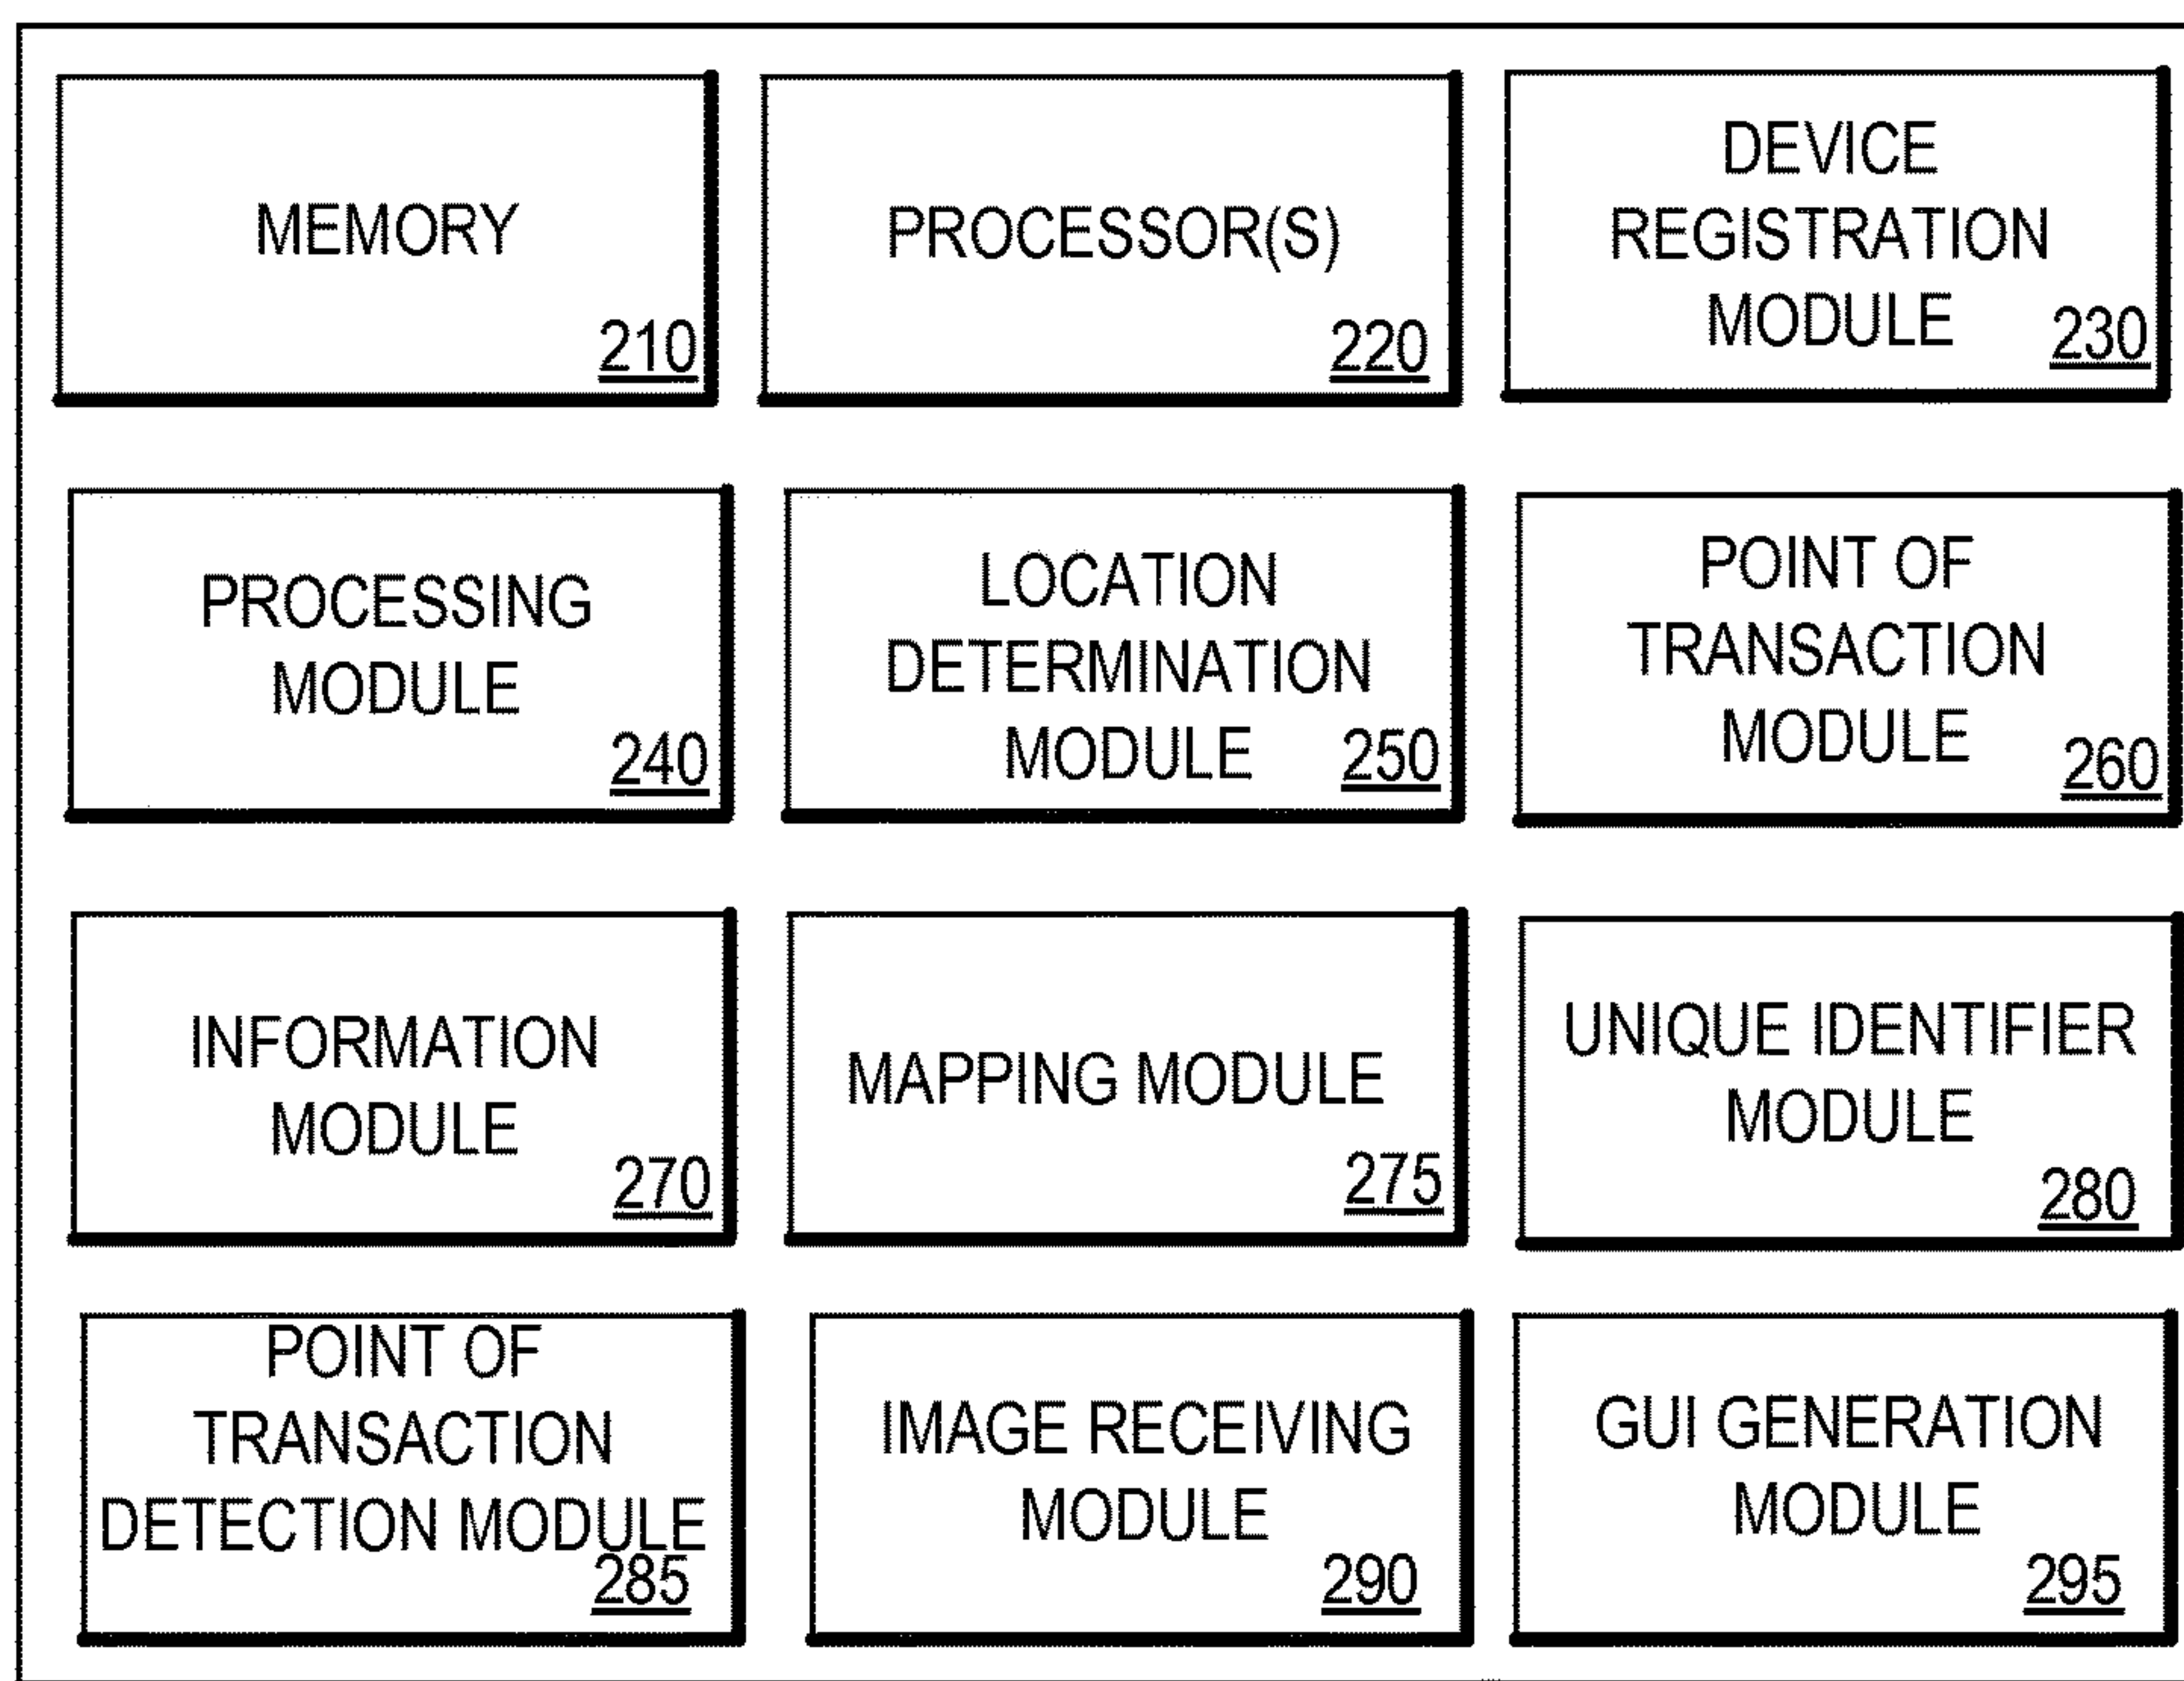 MEMORY
210
PROCESSOR(S)
220
DEVICE
REGISTRATION
MODULE
230
PROCESSING
MODULE
240
LOCATION
DETERMINATION
MODULE
250
POINT OF
TRANSACTION
MODULE
260
INFORMATION
MODULE
270
MAPPING MODULE
275
UNIQUE IDENTIFIER
MODULE
280
POINT OF
TRANSACTION
DETECTION MODULE
285
IMAGE RECEIVING
MODULE
290
GUI GENERATION
MODULE
295